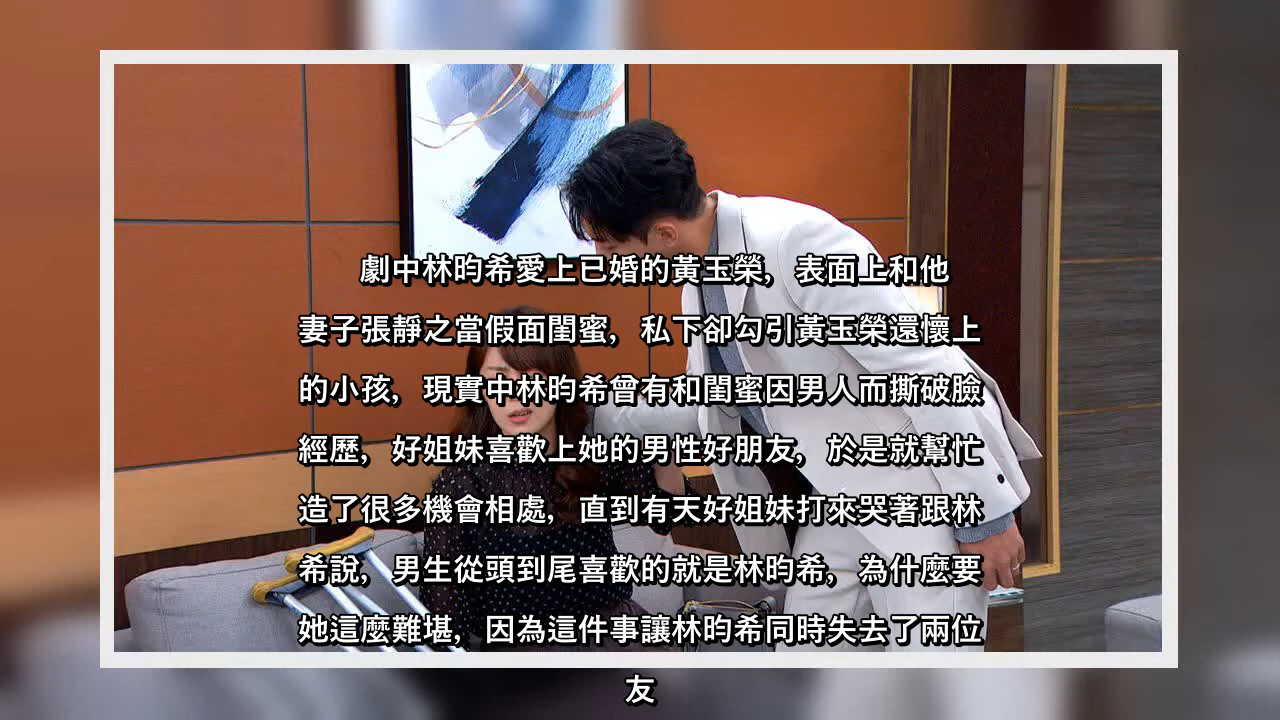 劇中林昀希愛上已婚的黃玉榮，表面上和他
妻子張靜之當假面閨蜜，私下卻勾引黃玉榮還懷上
的小孩，現實中林昀希曾有和閨蜜因男人而撕破臉
經歷，好姐妹喜歡上她的男性好朋友，於是就幫忙
造了很多機會相處，直到有天好姐妹打來哭著跟林
希說，男生從頭到尾喜歡的就是林昀希，為什麼要
她這麼難堪，因為這件事讓林昀希同時失去了兩位
友